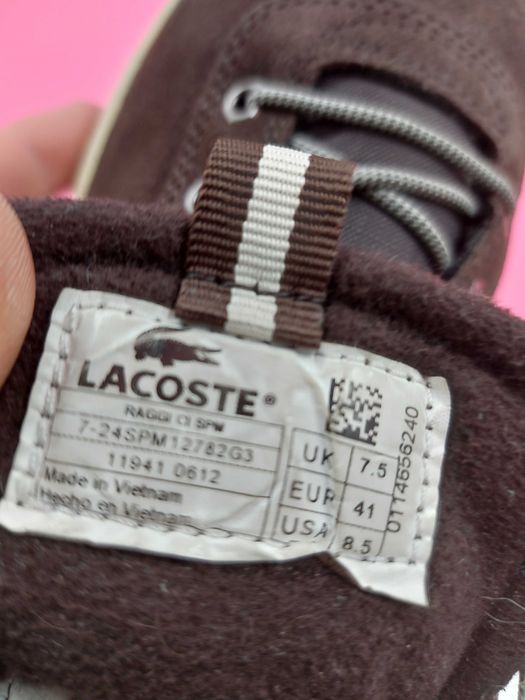 LACOSTE®
RAGGI CI SPM
7-24SPM12782G3
11941 0612
Made in Vietnam
Hecho en Vietnam
UK 7.5
EUR 41
USA 8.5
0114656240